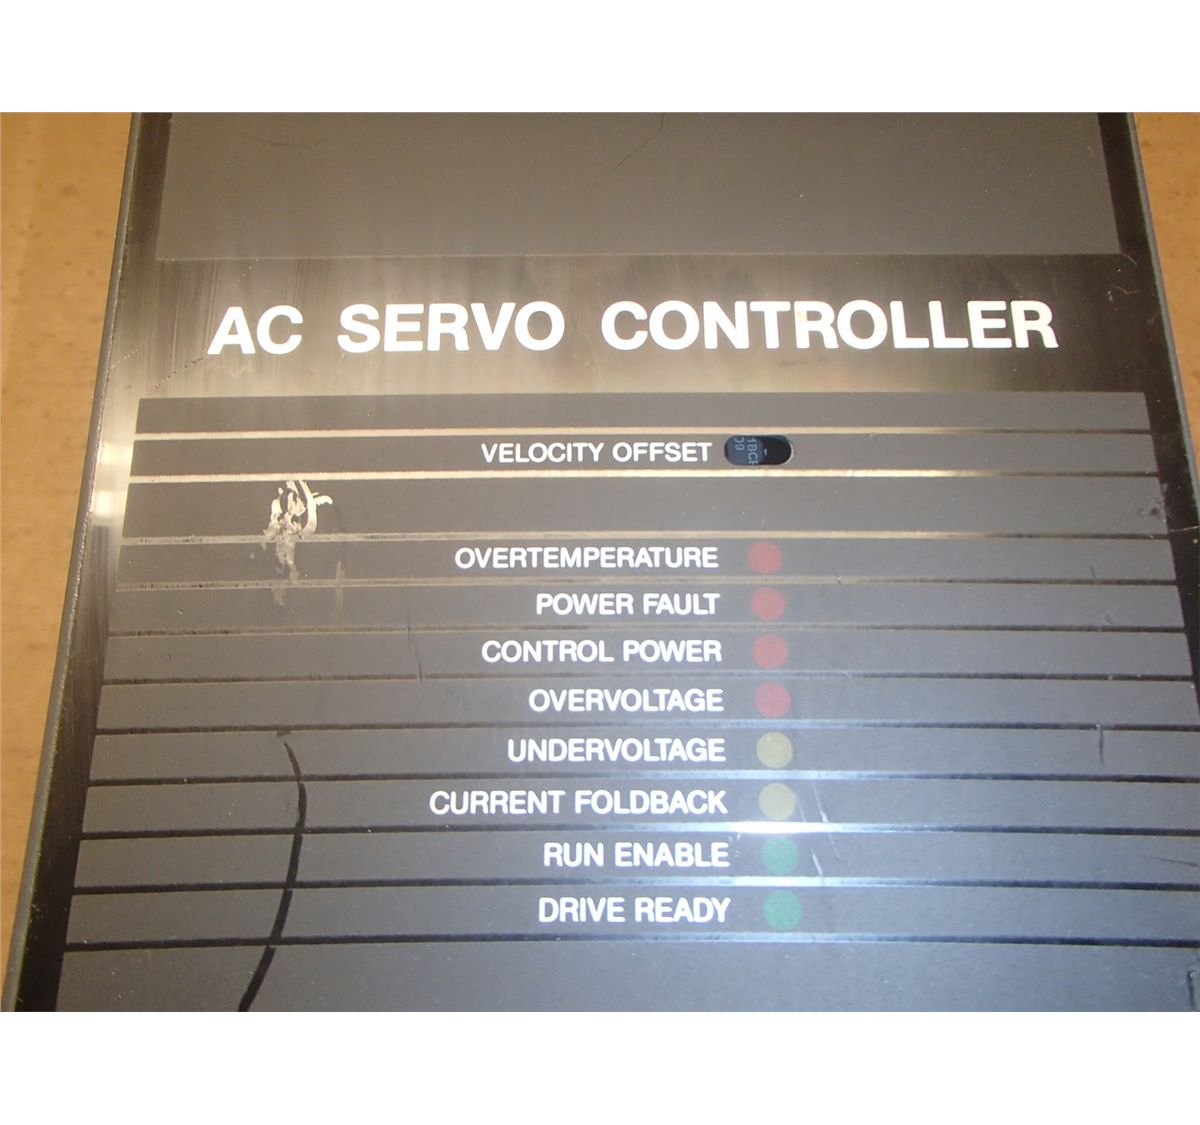 AC SERVO CONTROLLER
VELOCITY OFFSET
OVERTEMPERATURE
POWER FAULT
CONTROL POWER
OVERVOLTAGE
UNDERVOLTAGE
CURRENT FOLDBACK
RUN ENABLE
DRIVE READY